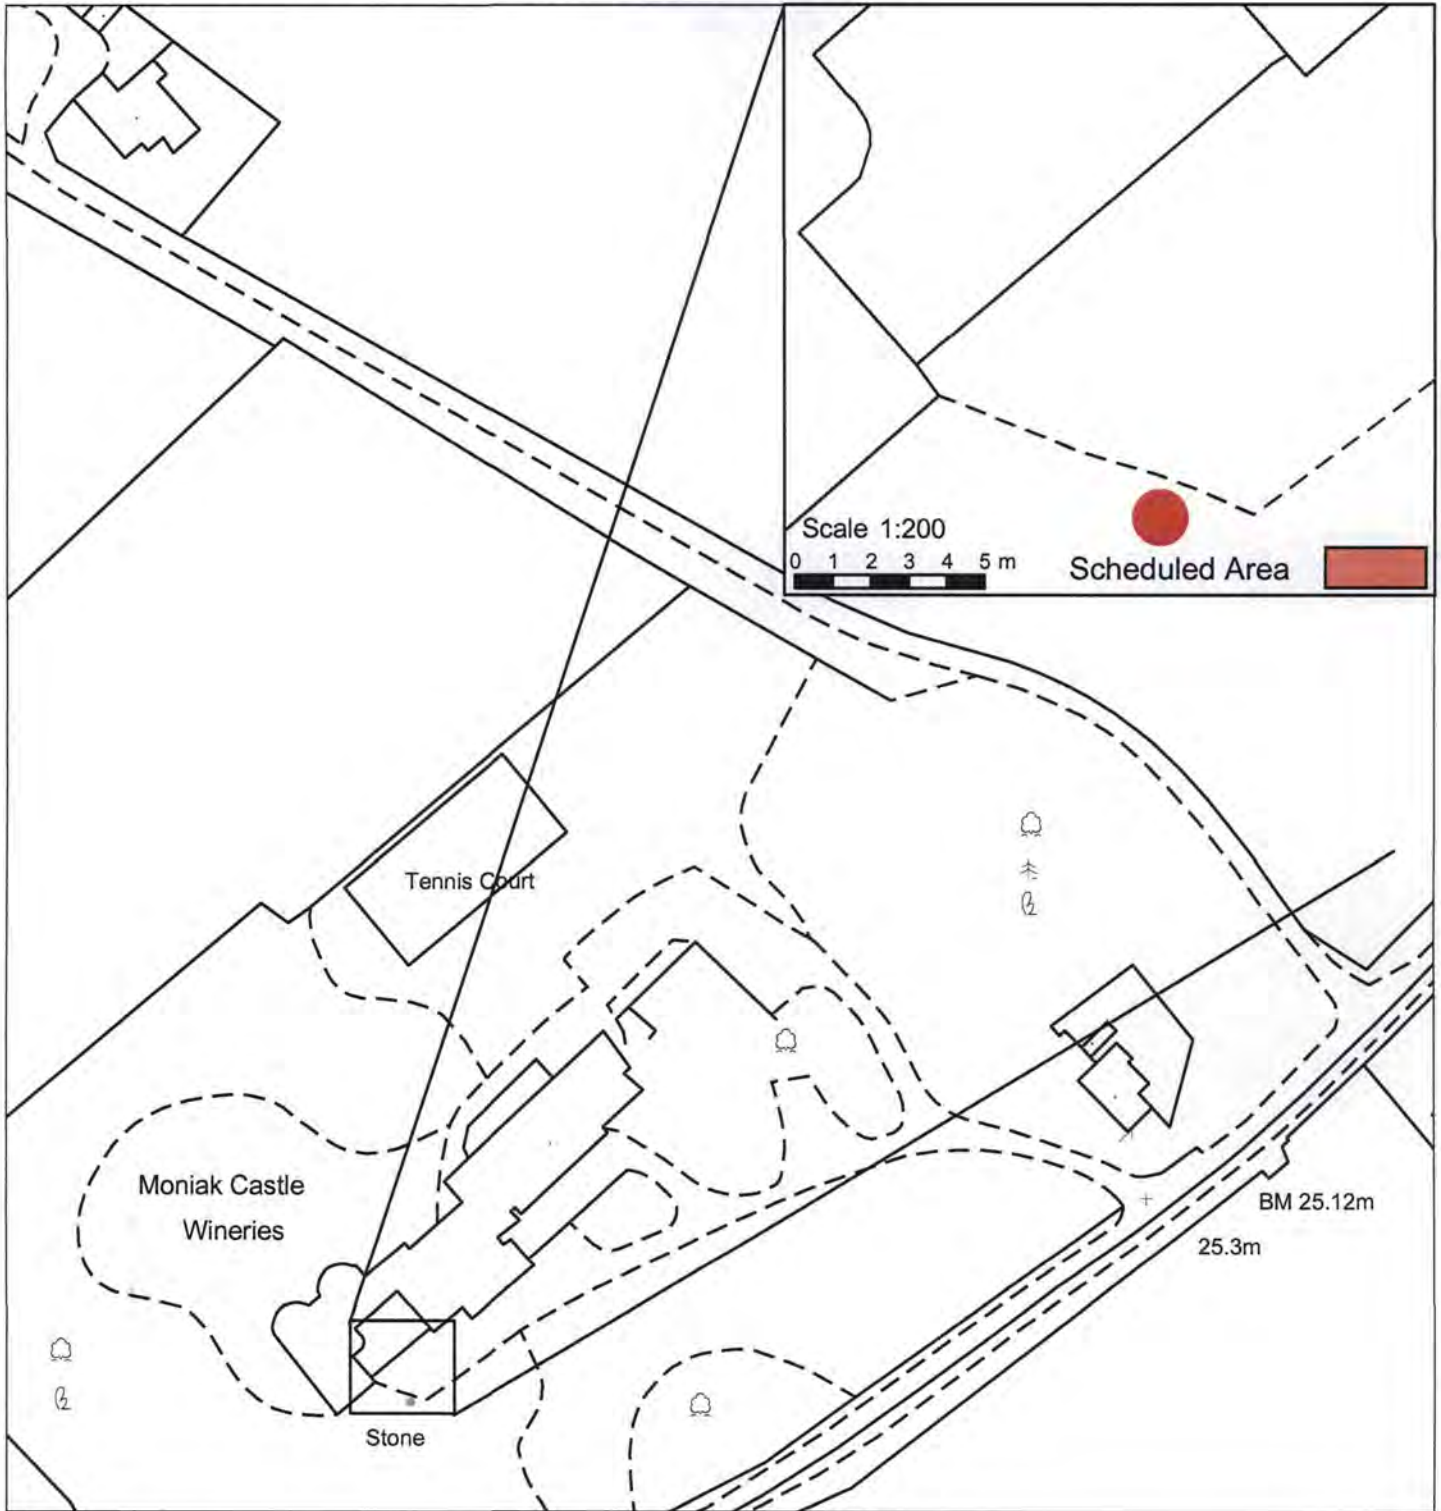 Scale 1:200
0 1 2 3 4 5 m
Scheduled Area
Tennis Court
Moniak Castle
Wineries
BM 25.12m
25.3m
Stone